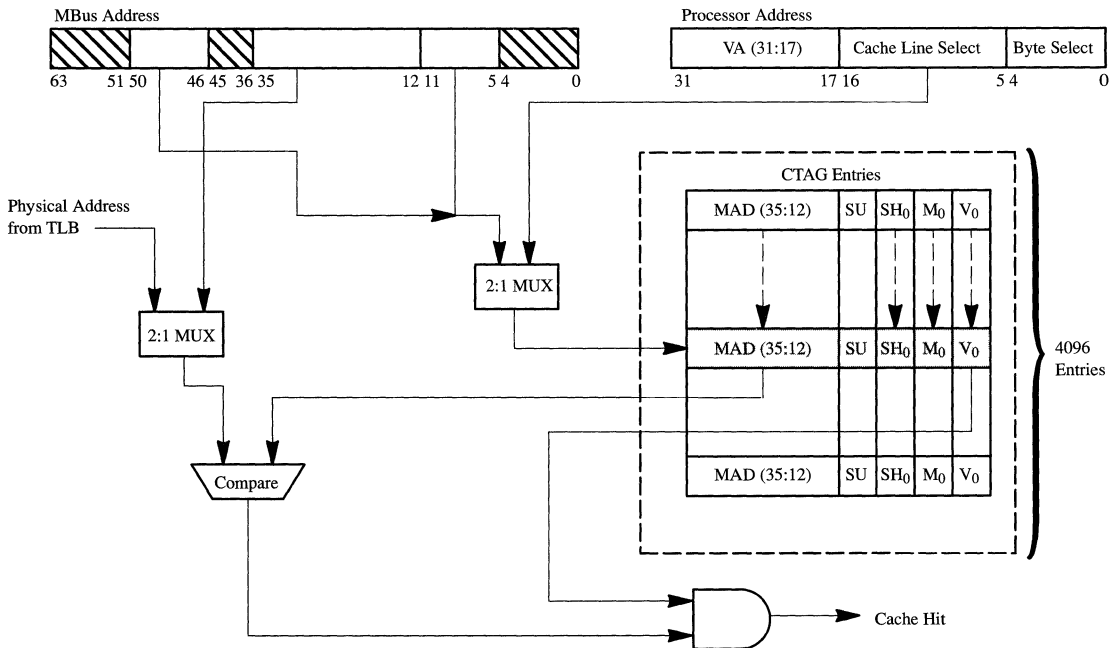 MBus Address
63 51 50 46 45 36 35 12 11 5 4 0
Processor Address
VA (31:17) Cache Line Select Byte Select
31 17 16 5 4 0
Physical Address
from TLB
2:1 MUX
2:1 MUX
CTAG Entries
MAD (35:12) SU SH0 M0 V0
MAD (35:12) SU SH0 M0 V0
MAD (35:12) SU SH0 M0 V0
4096
Entries
Compare
Cache Hit